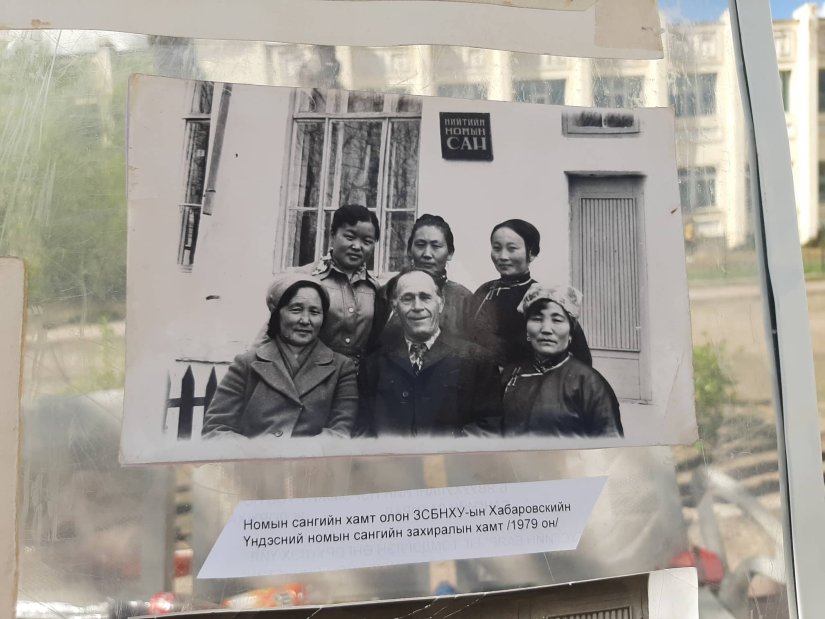 НИЙТИЙН
НОМЫН
САН
Номын сангийн хамт олон ЗСБНХУ-ын Хабаровскийн
Үндэсний номын сангийн захиралын хамт /1979 он/